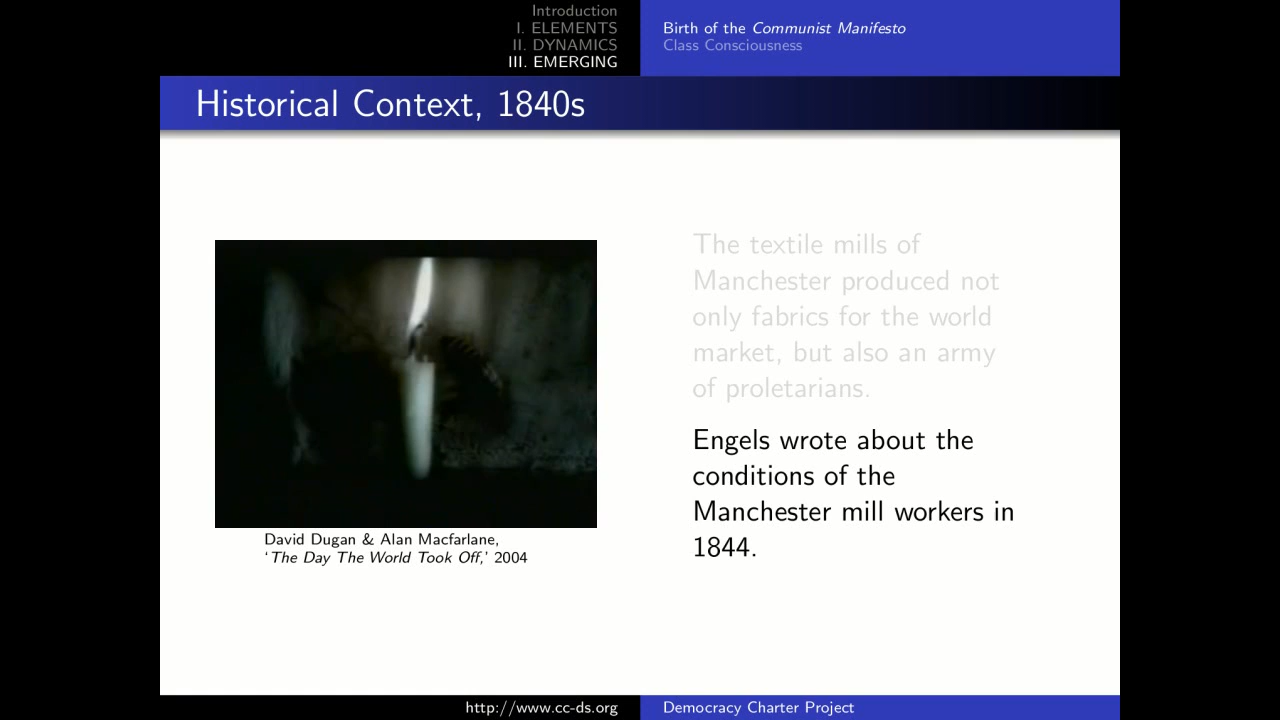 Introduction
I. ELEMENTS
II. DYNAMICS
III. EMERGING
Birth of the Communist Manifesto
Class Consciousness
Historical Context, 1840s
The textile mills of
Manchester produced not
only fabrics for the world
market, but also an army
of proletarians.
Engels wrote about the
conditions of the
Manchester mill workers in
1844.
David Dugan & Alan Macfarlane,
‘The Day The World Took Off,’ 2004
http://www.cc-ds.org
Democracy Charter Project